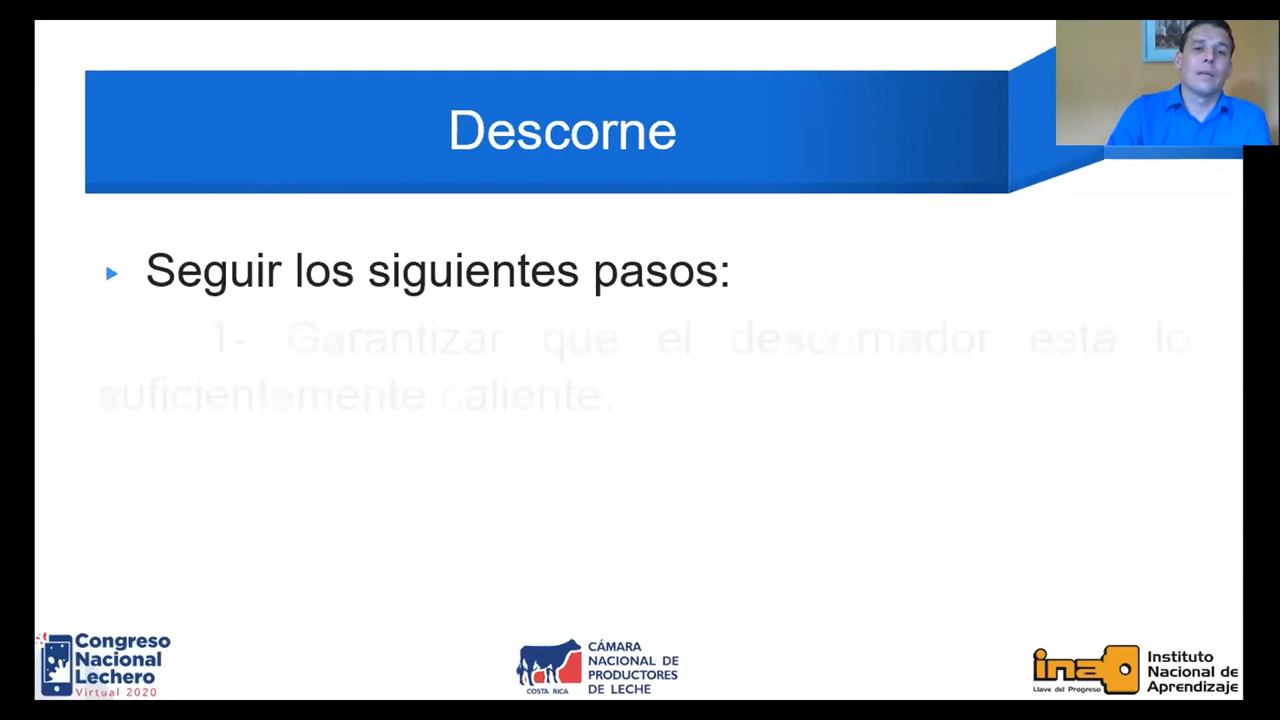 Descorne
Seguir los siguientes pasos:
1- Garantizar que el descornador esta lo
suficientemente caliente.
Congreso
Nacional
Lechero
Virtual 2020
CÁMARA
NACIONAL DE
PRODUCTORES
DE LECHE
COSTA RICA
ina
Llave del Progreso
Instituto
Nacional de
Aprendizaje